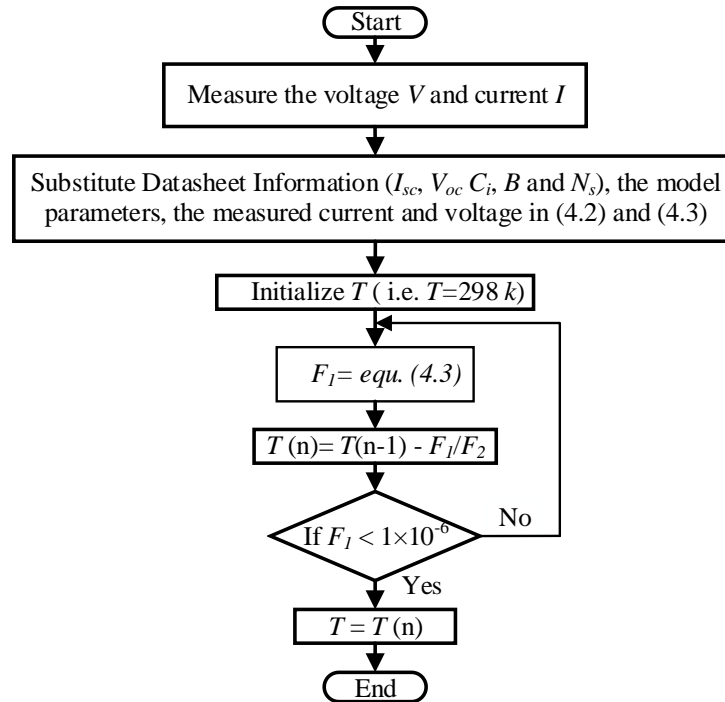 Start
Measure the voltage V and current I
Substitute Datasheet Information (Isc, Voc Ci, B and Ns), the model
parameters, the measured current and voltage in (4.2) and (4.3)
Initialize T ( i.e. T=298 k)
F1= equ. (4.3)
T (n)= T(n-1) - F1/F2
If F1 < 1×10-6
No
Yes
T = T (n)
End